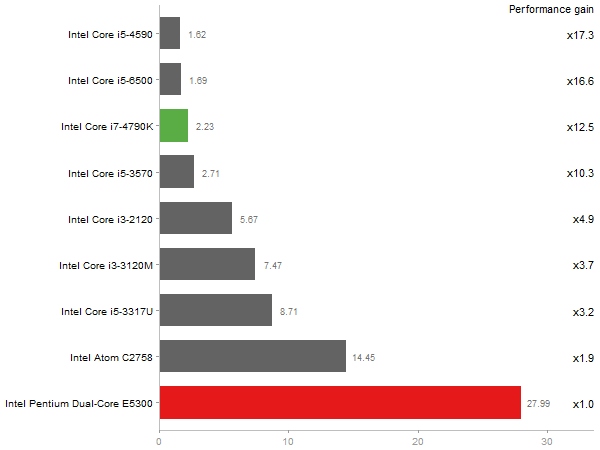 Performance gain
Intel Core i5-4590 1.62 x17.3
Intel Core i5-6500 1.69 x16.6
Intel Core i7-4790K 2.23 x12.5
Intel Core i5-3570 2.71 x10.3
Intel Core i3-2120 5.67 x4.9
Intel Core i3-3120M 7.47 x3.7
Intel Core i5-3317U 8.71 x3.2
Intel Atom C2758 14.45 x1.9
Intel Pentium Dual-Core E5300 27.99 x1.0
0 10 20 30